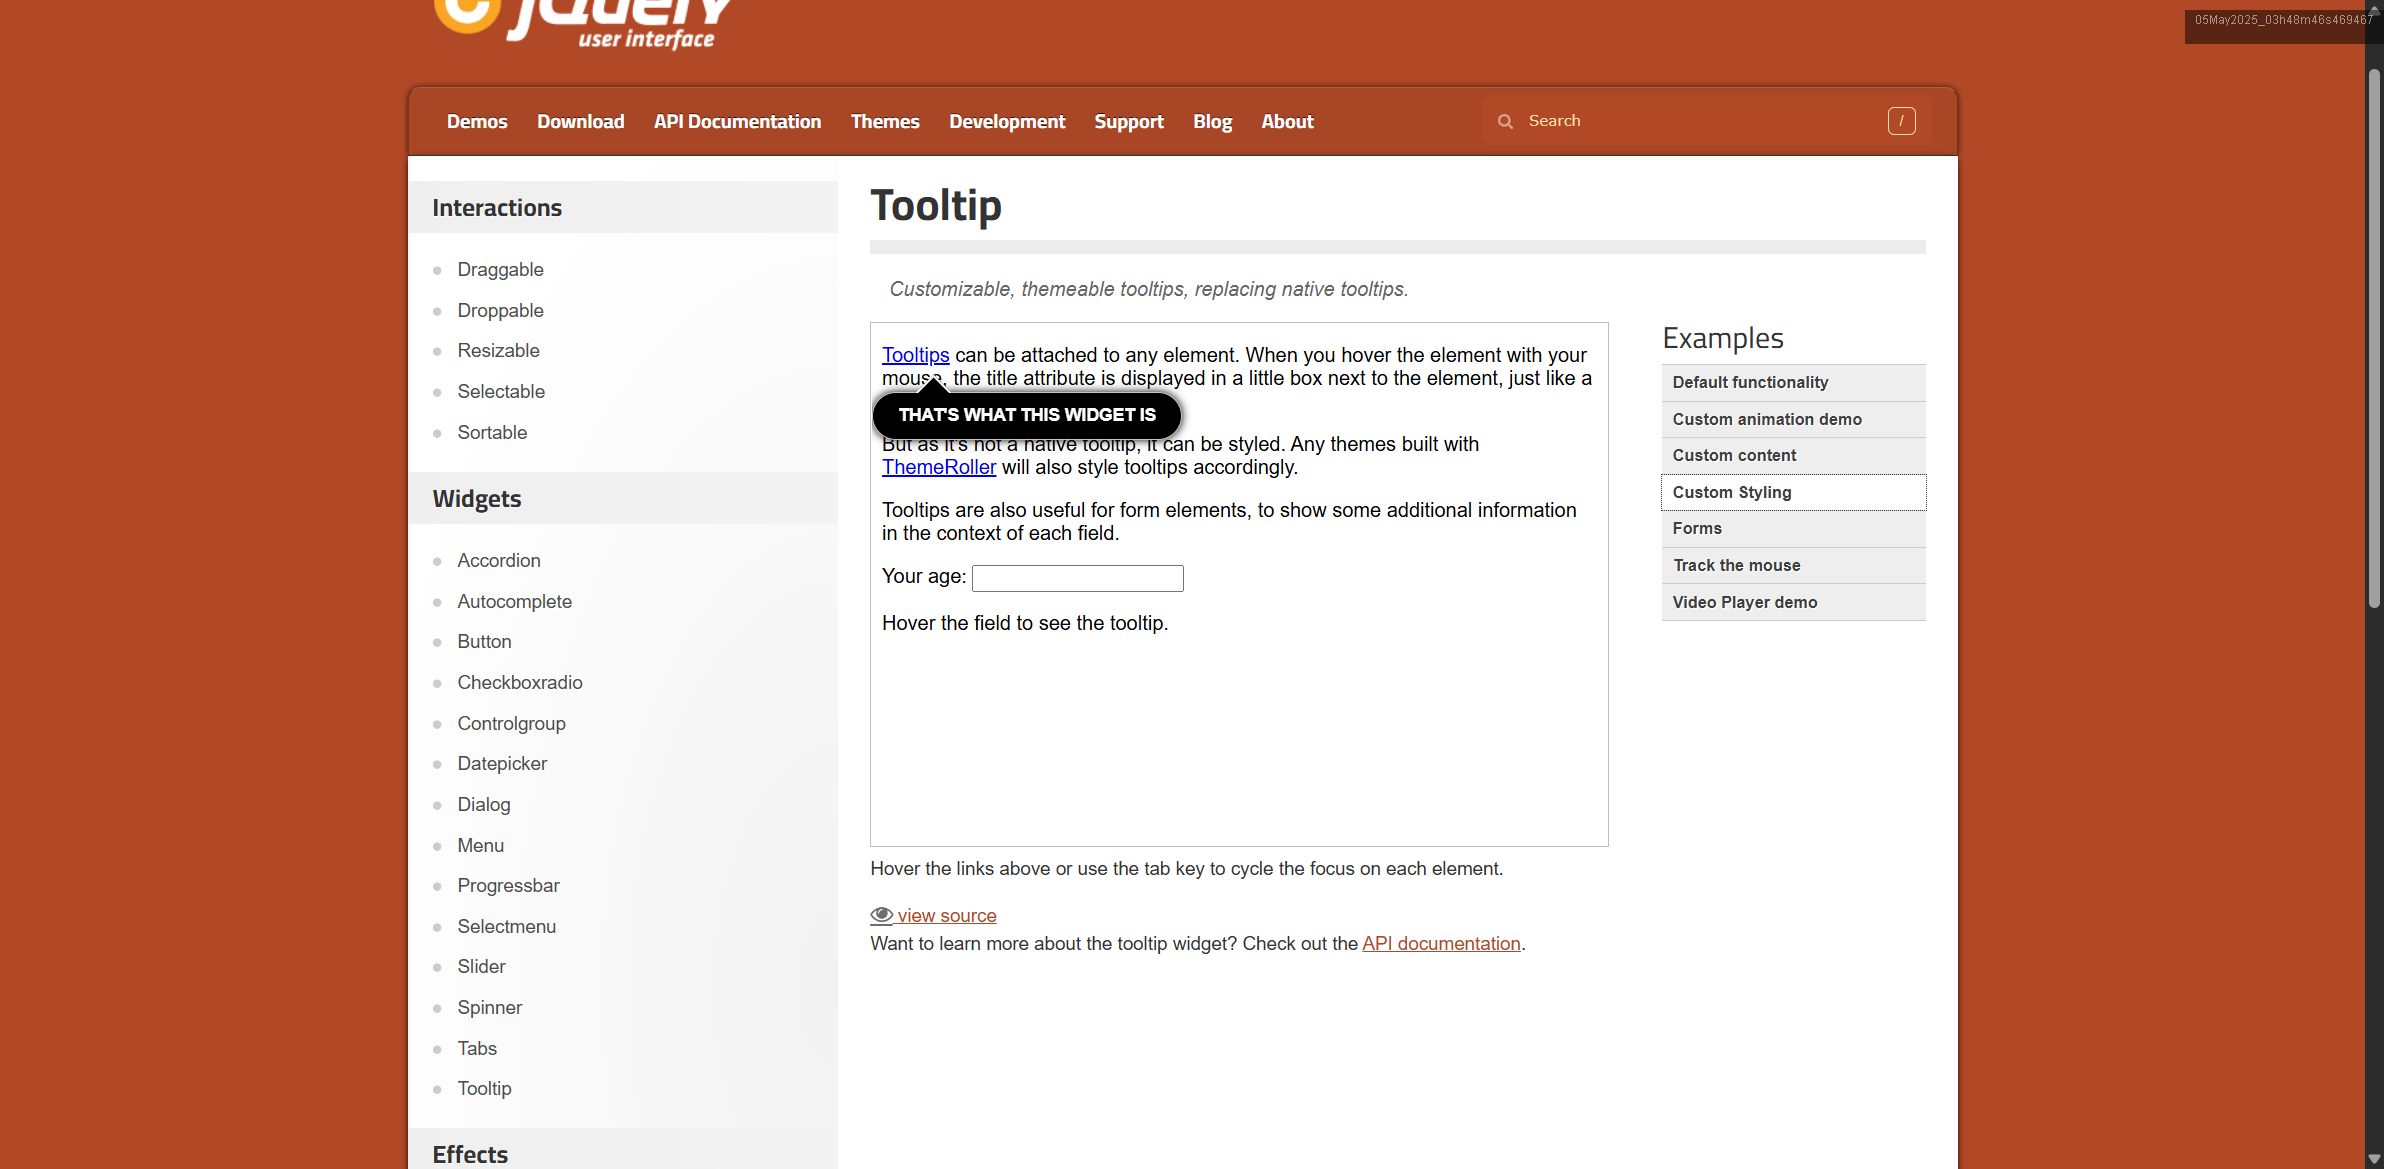 jQuery
user interface
05May2025_03h48m46s469467
Demos Download API Documentation Themes Development Support Blog About Search /
Interactions
Draggable
Droppable
Resizable
Selectable
Sortable
Widgets
Accordion
Autocomplete
Button
Checkboxradio
Controlgroup
Datepicker
Dialog
Menu
Progressbar
Selectmenu
Slider
Spinner
Tabs
Tooltip
Effects
Tooltip
Customizable, themeable tooltips, replacing native tooltips.
Tooltips can be attached to any element. When you hover the element with your
mouse, the title attribute is displayed in a little box next to the element, just like a
THAT'S WHAT THIS WIDGET IS
But as it's not a native tooltip, it can be styled. Any themes built with
ThemeRoller will also style tooltips accordingly.
Tooltips are also useful for form elements, to show some additional information
in the context of each field.
Your age:
Hover the field to see the tooltip.
Hover the links above or use the tab key to cycle the focus on each element.
view source
Want to learn more about the tooltip widget? Check out the API documentation.
Examples
Default functionality
Custom animation demo
Custom content
Custom Styling
Forms
Track the mouse
Video Player demo